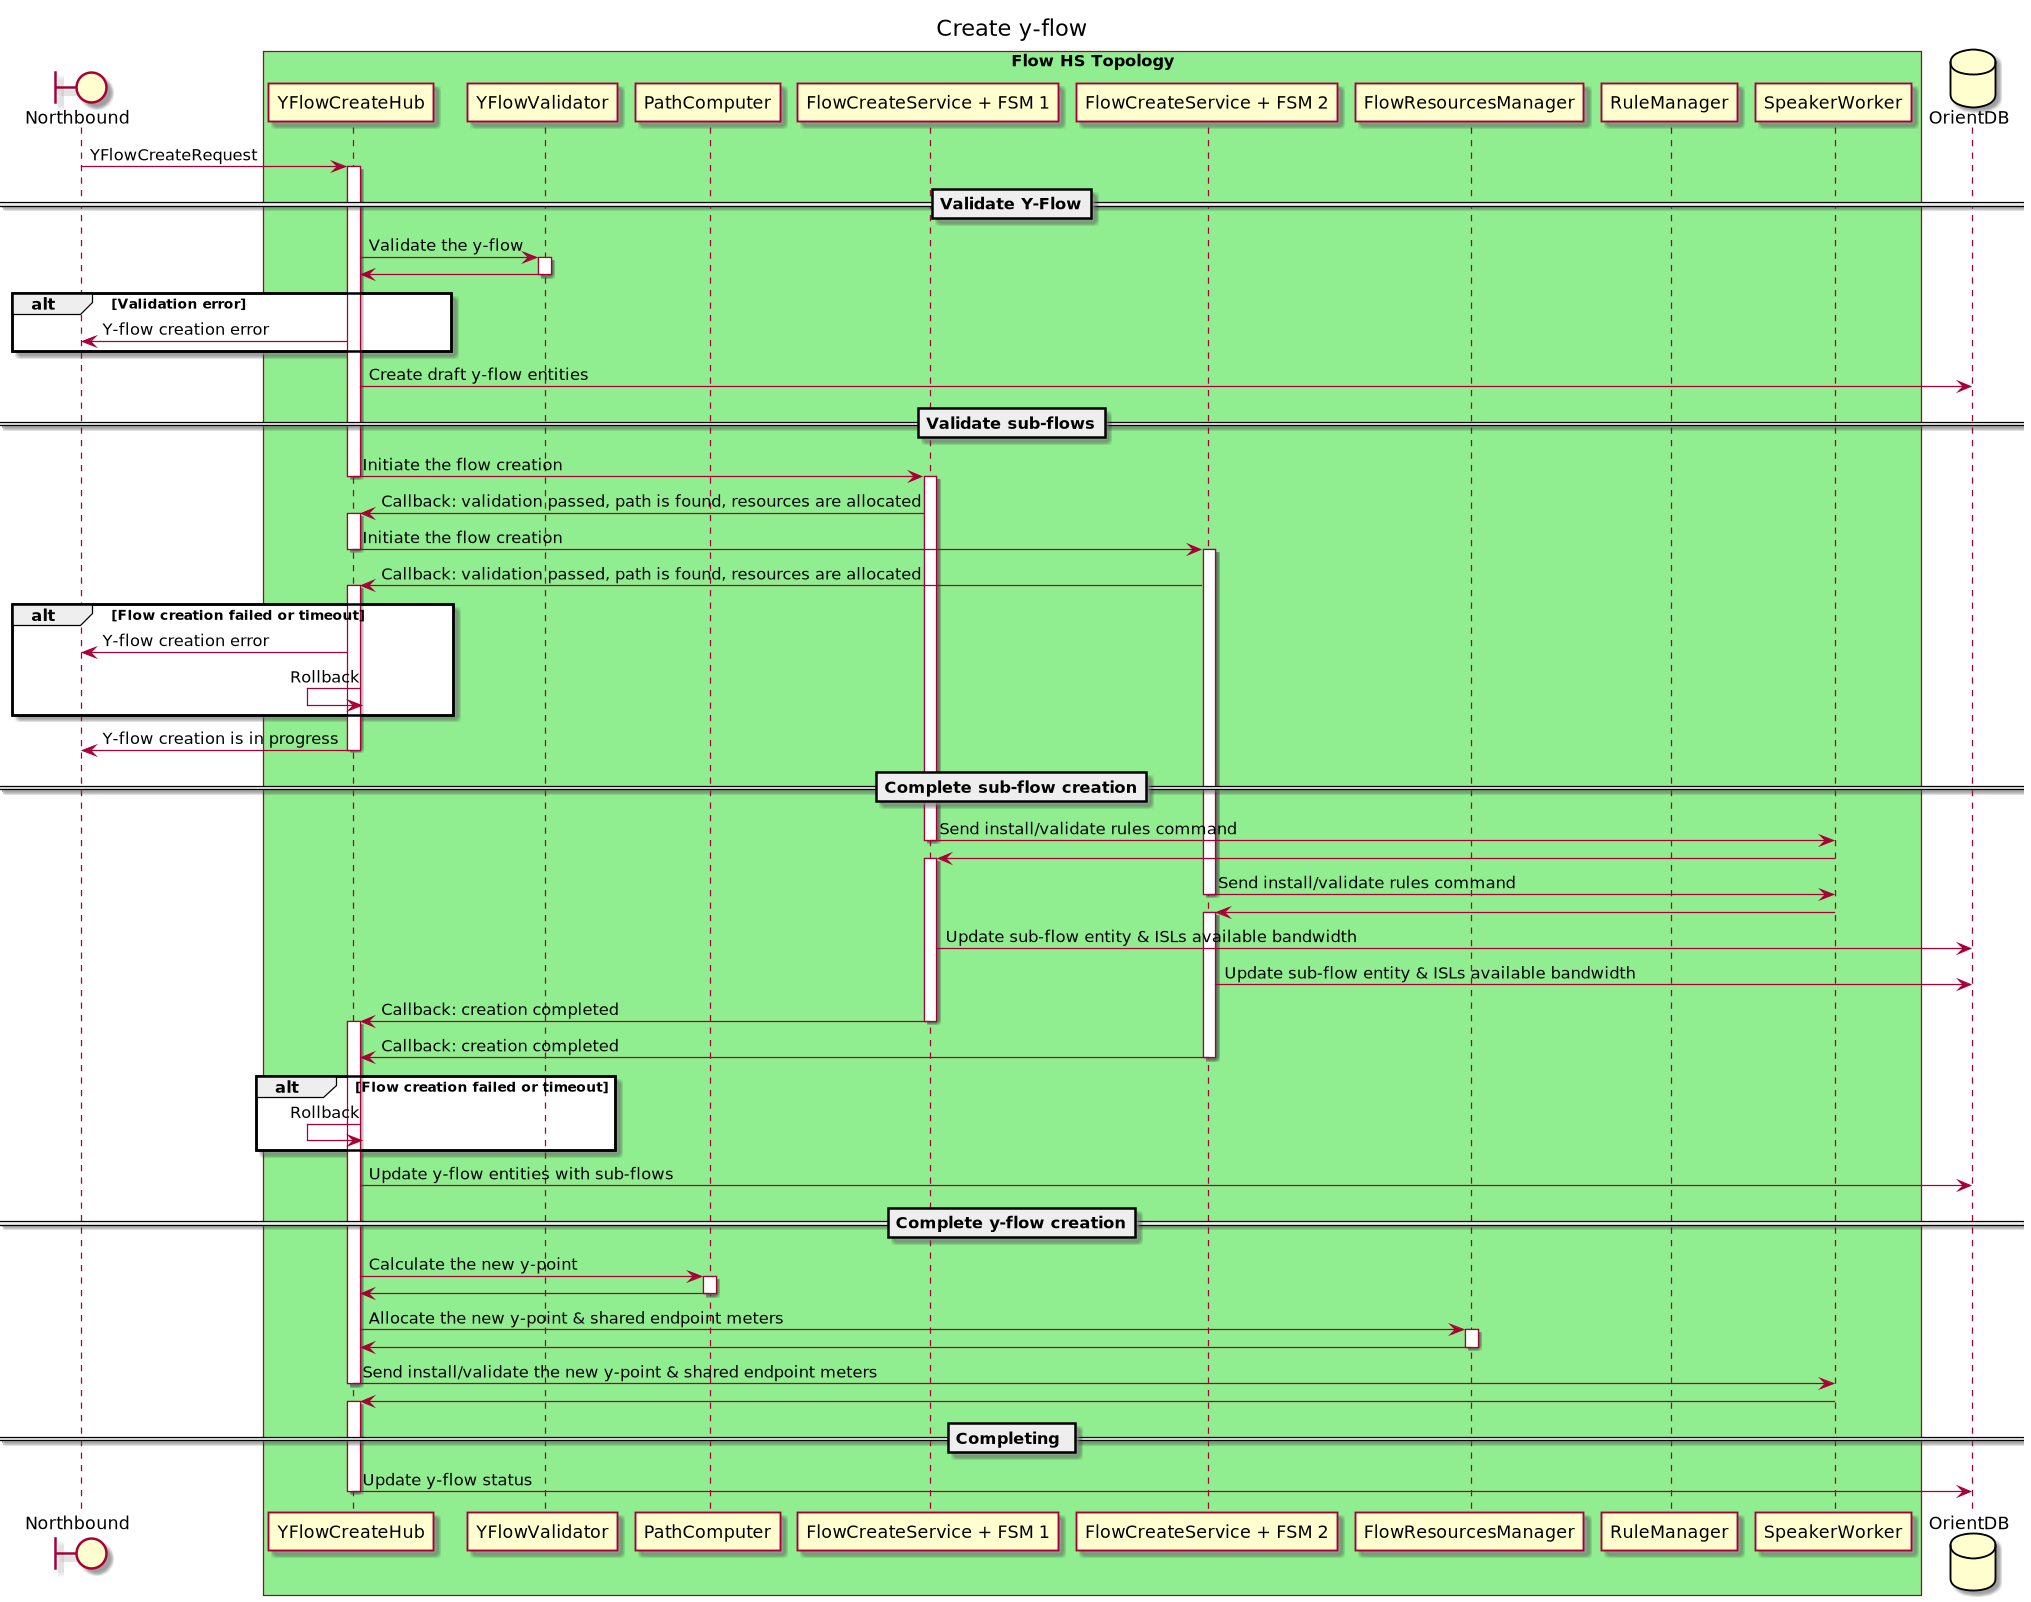 Create y-flow
Flow HS Topology
Northbound
YFlowCreateHub
YFlowValidator
PathComputer
FlowCreateService + FSM 1
FlowCreateService + FSM 2
FlowResourcesManager
RuleManager
SpeakerWorker
OrientDB
YFlowCreateRequest
Validate Y-Flow
Validate the y-flow
alt [Validation error]
Y-flow creation error
Create draft y-flow entities
Validate sub-flows
Initiate the flow creation
Callback: validation passed, path is found, resources are allocated
Initiate the flow creation
Callback: validation passed, path is found, resources are allocated
alt [Flow creation failed or timeout]
Y-flow creation error
Rollback
Y-flow creation is in progress
Complete sub-flow creation
Send install/validate rules command
Send install/validate rules command
Update sub-flow entity & ISLs available bandwidth
Update sub-flow entity & ISLs available bandwidth
Callback: creation completed
Callback: creation completed
alt [Flow creation failed or timeout]
Rollback
Update y-flow entities with sub-flows
Complete y-flow creation
Calculate the new y-point
Allocate the new y-point & shared endpoint meters
Send install/validate the new y-point & shared endpoint meters
Completing
Update y-flow status
Northbound
YFlowCreateHub
YFlowValidator
PathComputer
FlowCreateService + FSM 1
FlowCreateService + FSM 2
FlowResourcesManager
RuleManager
SpeakerWorker
OrientDB